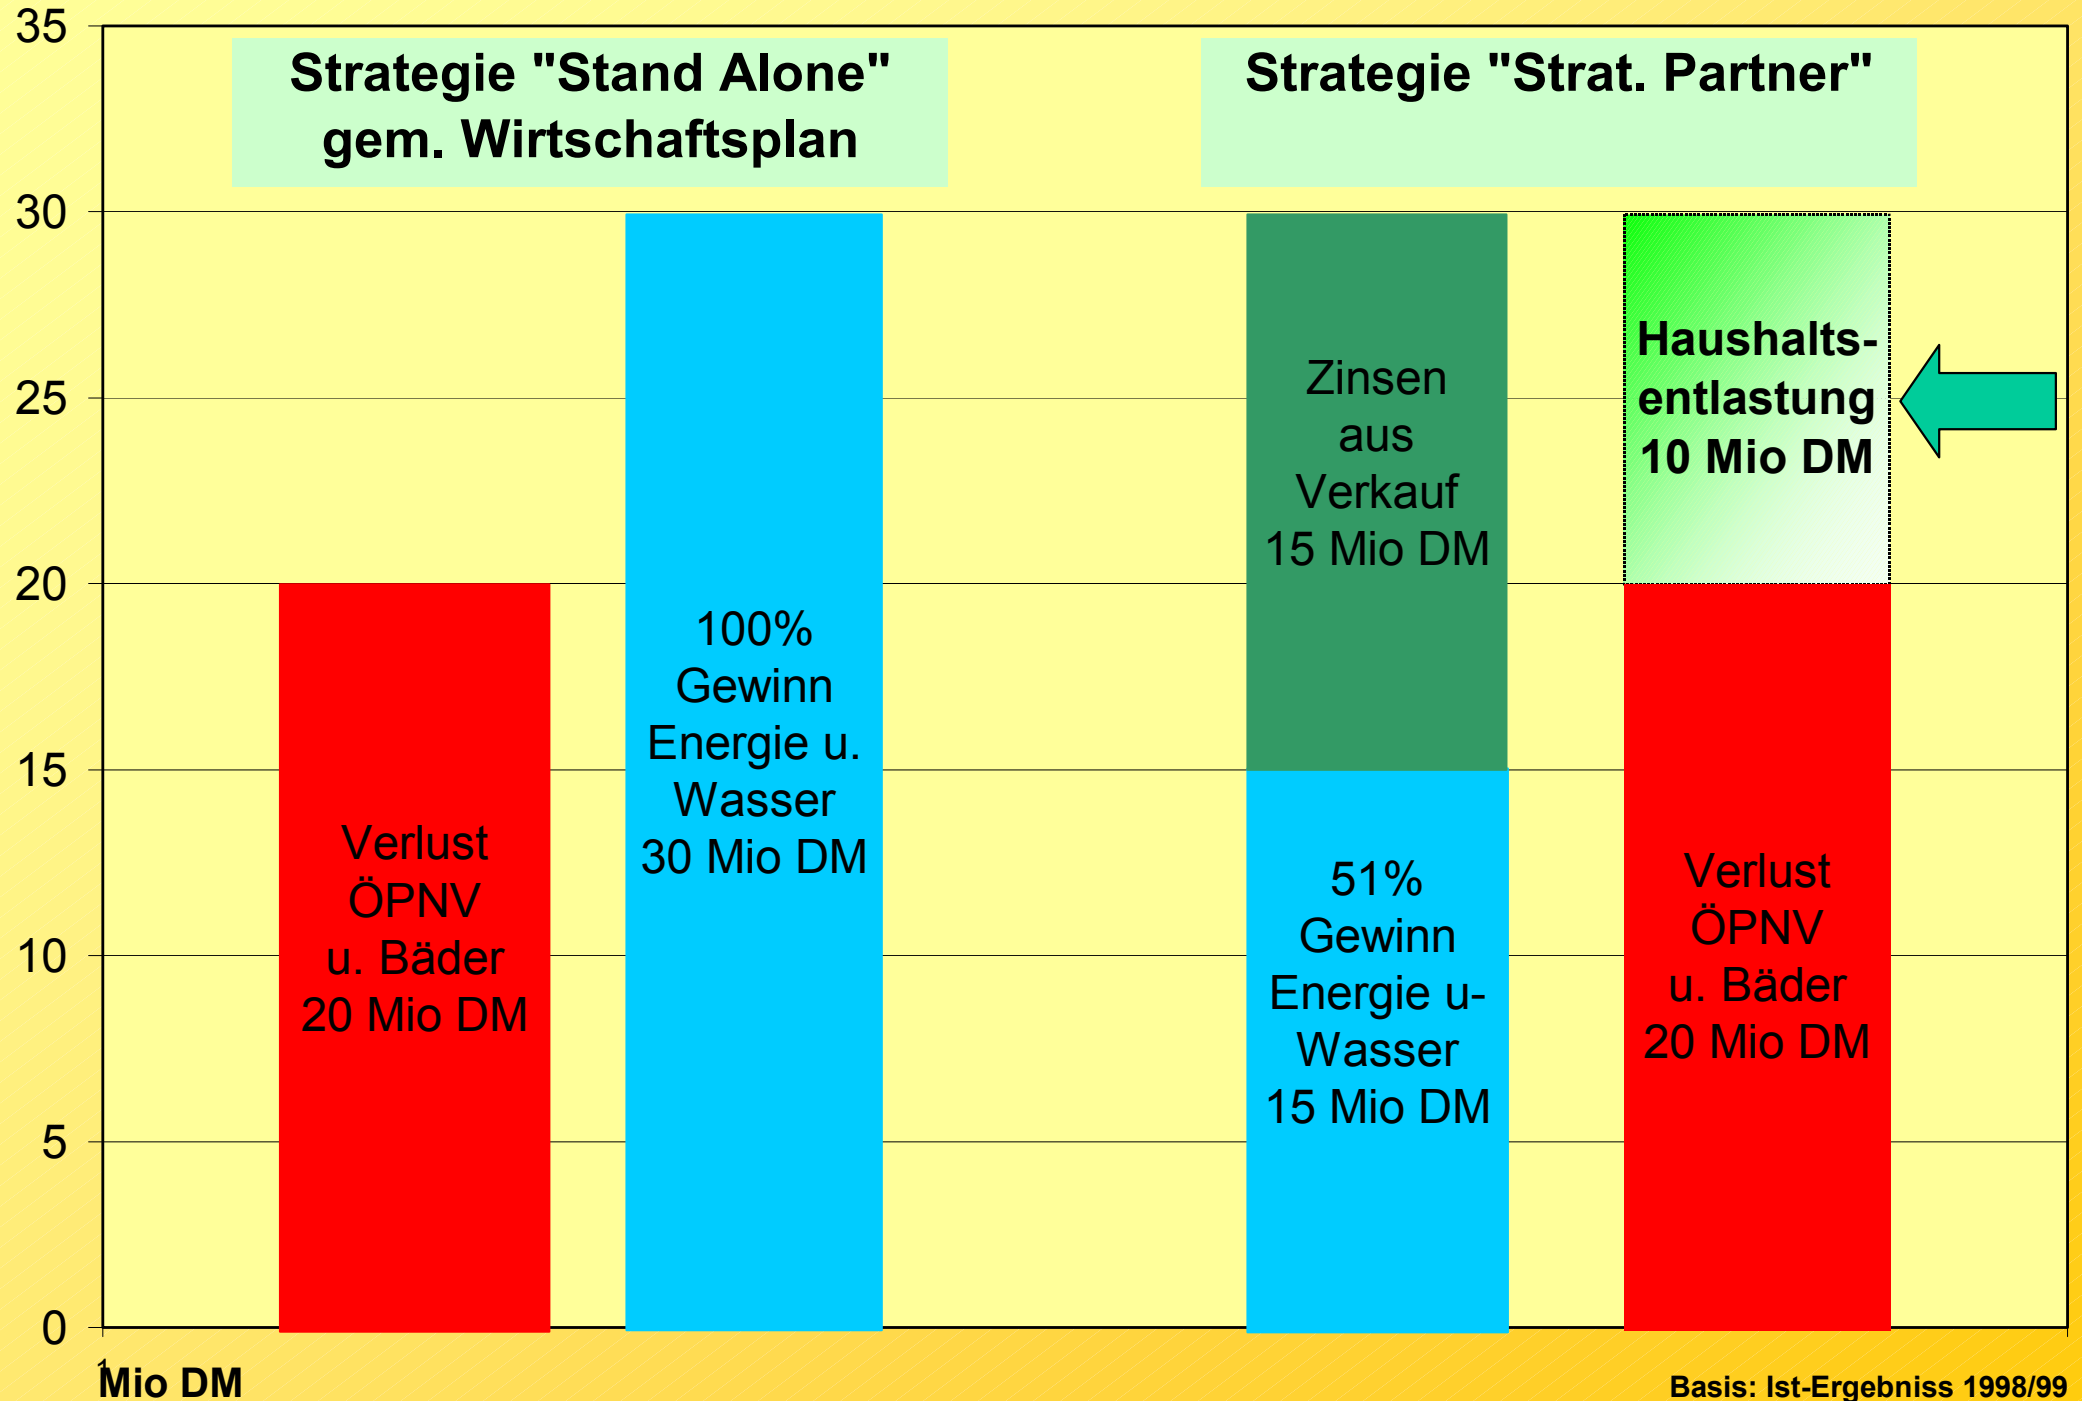 35
30
25
20
15
10
5
0
Strategie "Stand Alone"
gem. Wirtschaftsplan
Strategie "Strat. Partner"
Verlust
ÖPNV
u. Bäder
20 Mio DM
100%
Gewinn
Energie u.
Wasser
30 Mio DM
Zinsen
aus
Verkauf
15 Mio DM
51%
Gewinn
Energie u-
Wasser
15 Mio DM
Haushalts-
entlastung
10 Mio DM
Verlust
ÖPNV
u. Bäder
20 Mio DM
1
Mio DM
Basis: Ist-Ergebniss 1998/99